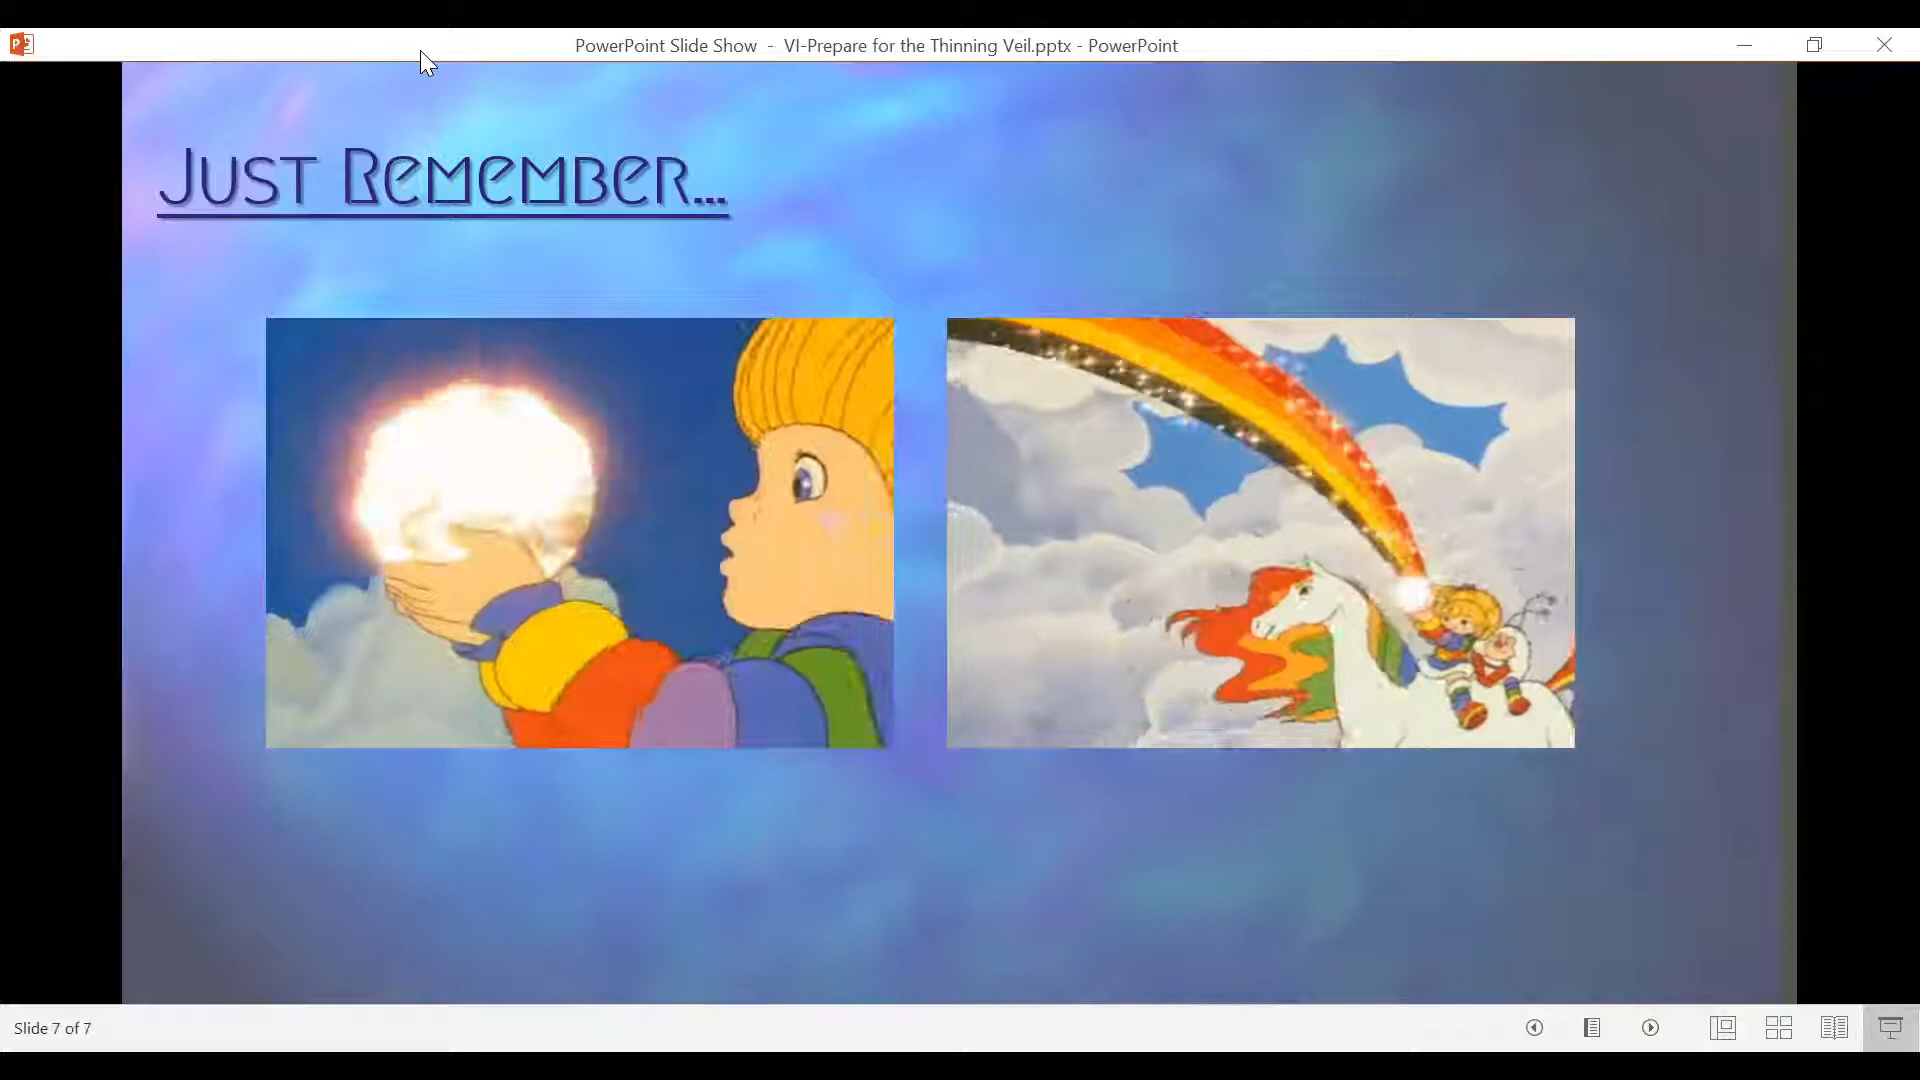 PowerPoint Slide Show - VI-Prepare for the Thinning Veil.pptx - PowerPoint
Just Remember...
Slide 7 of 7